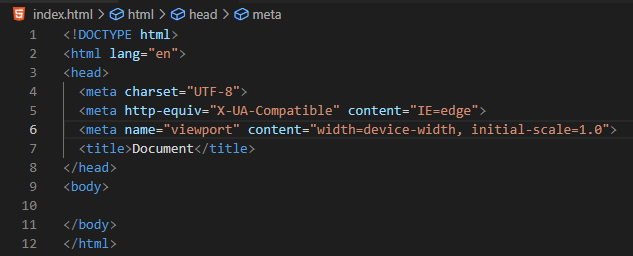 index.html > html > head > meta
1 <!DOCTYPE html>
2 <html lang="en">
3 <head>
4   <meta charset="UTF-8">
5   <meta http-equiv="X-UA-Compatible" content="IE=edge">
6   <meta name="viewport" content="width=device-width, initial-scale=1.0">
7   <title>Document</title>
8 </head>
9 <body>
10
11 </body>
12 </html>